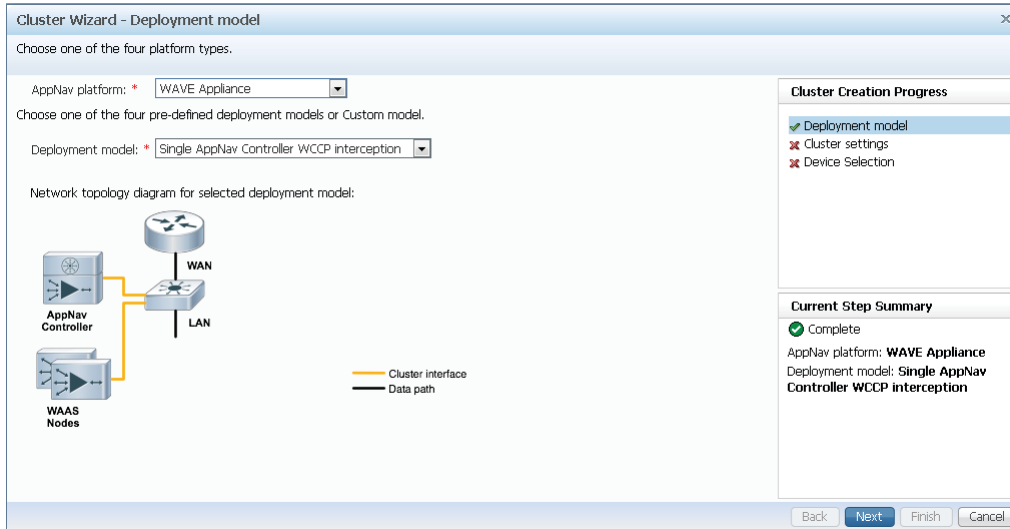 Cluster Wizard - Deployment model
Choose one of the four platform types.
AppNav platform: * WAVE Appliance
Choose one of the four pre-defined deployment models or Custom model.
Deployment model: * Single AppNav Controller WCCP interception
Network topology diagram for selected deployment model:
WAN
AppNav
Controller
LAN
WAAS
Nodes
Cluster interface
Data path
Cluster Creation Progress
Deployment model
Cluster settings
Device Selection
Current Step Summary
Complete
AppNav platform: WAVE Appliance
Deployment model: Single AppNav
Controller WCCP interception
Back Next Finish Cancel